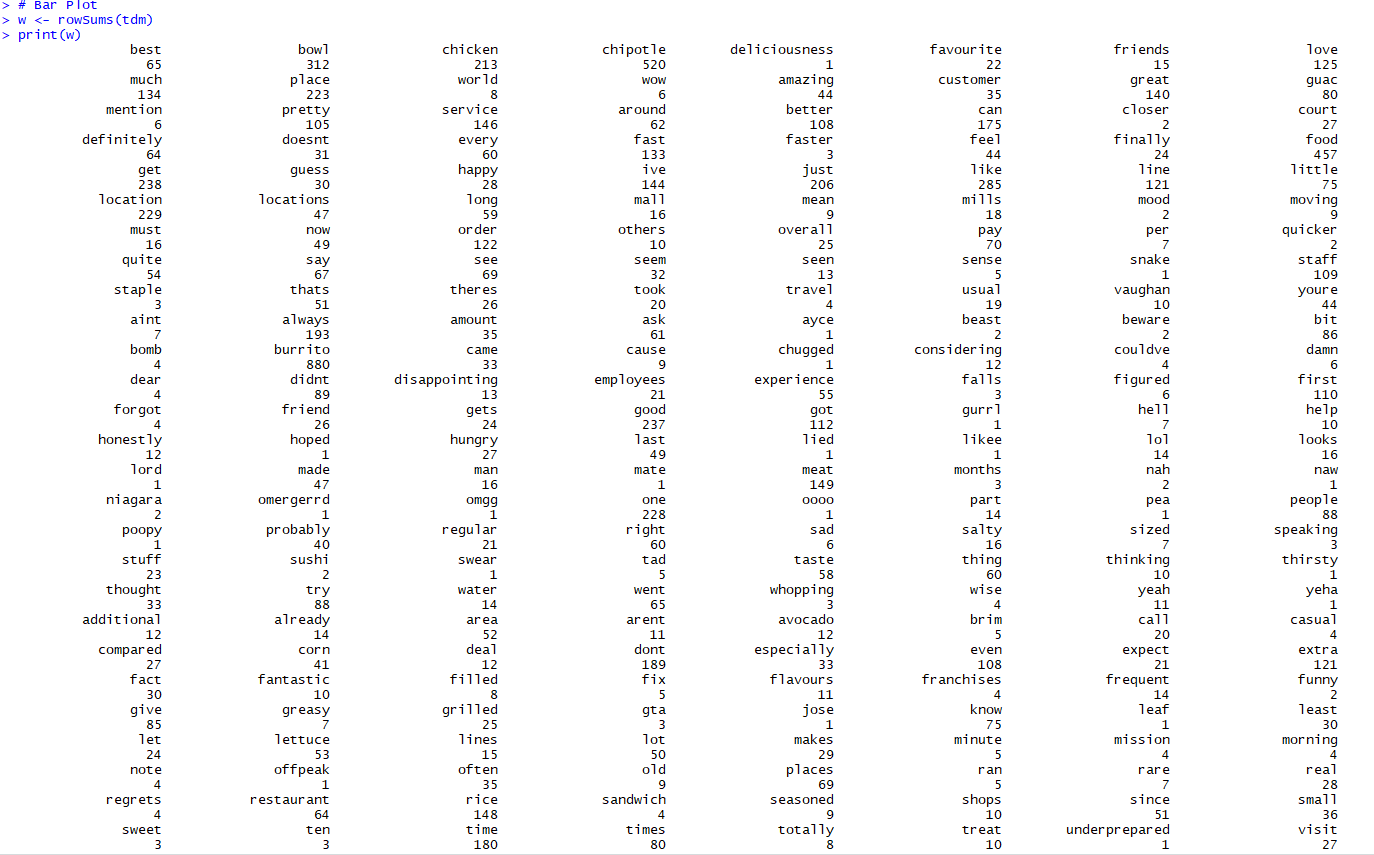 > # Bar Plot
> w <- rowSums(tdm)
> print(w)
best bowl chicken chipotle deliciousness favourite friends love
65 312 213 520 1 22 15 125
much place world wow amazing customer great guac
134 223 8 6 44 35 140 80
mention pretty service around better can closer court
6 105 146 62 108 175 2 27
definitely doesnt every fast faster feel finally food
64 31 60 133 3 44 24 457
get guess happy ive just like line little
238 30 28 144 206 285 121 75
location locations long mall mean mills mood moving
229 47 59 16 9 18 2 9
must now order others overall pay per quicker
16 49 122 10 25 70 7 2
quite say see seem seen sense snake staff
54 67 69 32 13 5 1 109
staple thats theres took travel usual vaughan youre
3 51 26 20 4 19 10 44
aint always amount ask ayce beast beware bit
7 193 35 61 1 2 2 86
bomb burrito came cause chugged considering couldve damn
4 880 33 9 1 12 4 6
dear didnt disappointing employees experience falls figured first
4 89 13 21 55 3 6 110
forgot friend gets good got gurrl hell help
4 26 24 237 112 1 7 10
honestly hoped hungry last lied likee lol looks
12 1 27 49 1 1 14 16
lord made man mate meat months nah naw
1 47 16 1 149 3 2 1
niagara omergerrd omgg one oooo part pea people
2 1 1 228 1 14 1 88
poopy probably regular right sad salty sized speaking
1 40 21 60 6 16 7 3
stuff sushi swear tad taste thing thinking thirsty
23 2 1 5 58 60 10 1
thought try water went whopping wise yeah yeha
33 88 14 65 3 4 11 1
additional already area arent avocado brim call casual
12 14 52 11 12 5 20 4
compared corn deal dont especially even expect extra
27 41 12 189 33 108 21 121
fact fantastic filled fix flavours franchises frequent funny
30 10 8 5 11 4 14 2
give greasy grilled gta jose know leaf least
85 7 25 3 1 75 1 30
let lettuce lines lot makes minute mission morning
24 53 15 50 29 5 4 4
note offpeak often old places ran rare real
4 1 35 9 69 5 7 28
regrets restaurant rice sandwich seasoned shops since small
4 64 148 4 9 10 51 36
sweet ten time times totally treat underprepared visit
3 3 180 80 8 10 1 27